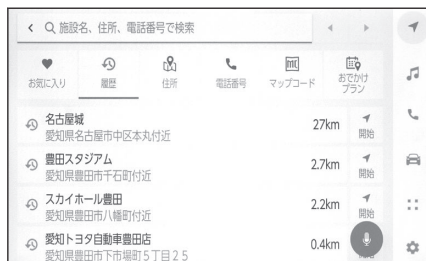 施設名、住所、電話番号で検索
お気に入り
履歴
住所
電話番号
マップコード
おでかけ
プラン
名古屋城
愛知県名古屋市中区本丸付近
27km
開始
豊田スタジアム
愛知県豊田市千石町付近
2.7km
開始
スカイホール豊田
愛知県豊田市八幡町付近
2.2km
開始
愛知トヨタ自動車豊田店
愛知県豊田市下市場町5丁目25
0.4km